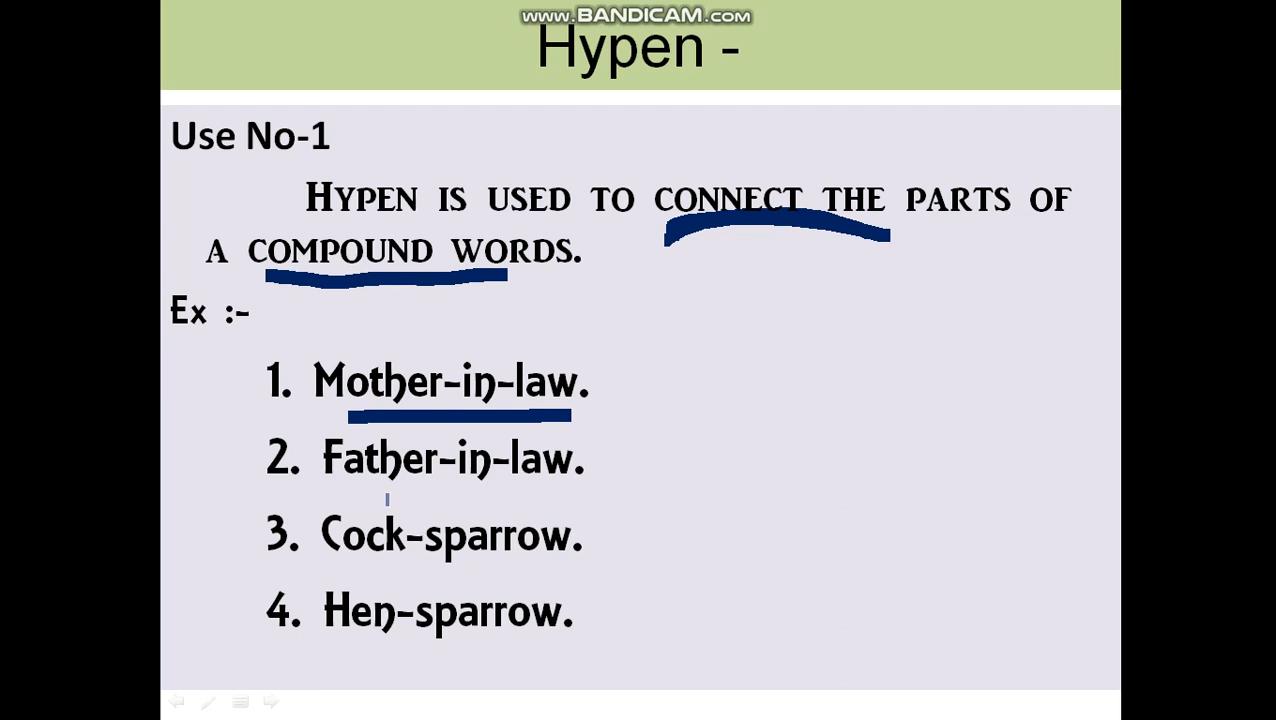 www.BANDICAM.com
Hypen -
Use No-1
Hypen is used to connect the parts of
a compound words.
Ex :-
1. Mother-in-law.
2. Father-in-law.
3. Cock-sparrow.
4. Hen-sparrow.